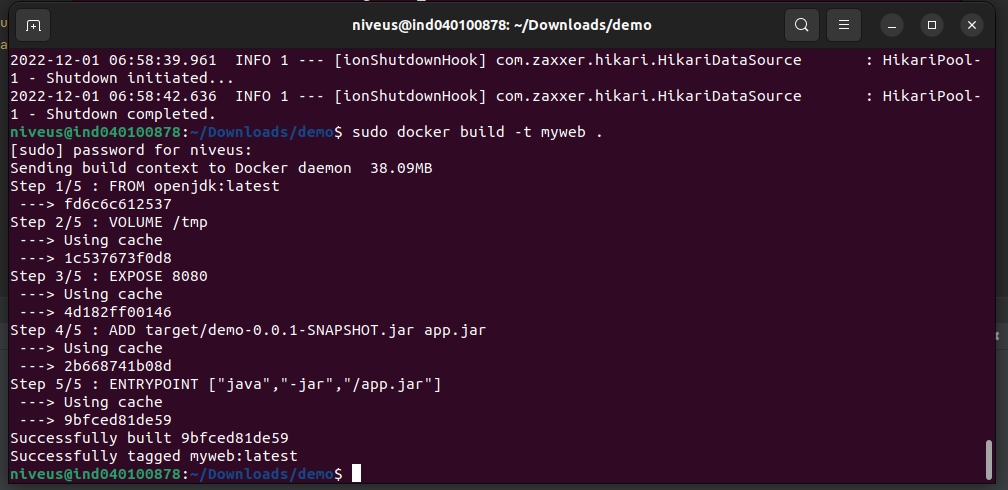 niveus@ind040100878: ~/Downloads/demo
2022-12-01 06:58:39.961  INFO 1 --- [ionShutdownHook] com.zaxxer.hikari.HikariDataSource       : HikariPool-
1 - Shutdown initiated...
2022-12-01 06:58:42.636  INFO 1 --- [ionShutdownHook] com.zaxxer.hikari.HikariDataSource       : HikariPool-
1 - Shutdown completed.
niveus@ind040100878:~/Downloads/demo$ sudo docker build -t myweb .
[sudo] password for niveus:
Sending build context to Docker daemon  38.09MB
Step 1/5 : FROM openjdk:latest
 ---> fd6c6c612537
Step 2/5 : VOLUME /tmp
 ---> Using cache
 ---> 1c537673f0d8
Step 3/5 : EXPOSE 8080
 ---> Using cache
 ---> 4d182ff00146
Step 4/5 : ADD target/demo-0.0.1-SNAPSHOT.jar app.jar
 ---> Using cache
 ---> 2b668741b08d
Step 5/5 : ENTRYPOINT ["java","-jar","/app.jar"]
 ---> Using cache
 ---> 9bfced81de59
Successfully built 9bfced81de59
Successfully tagged myweb:latest
niveus@ind040100878:~/Downloads/demo$